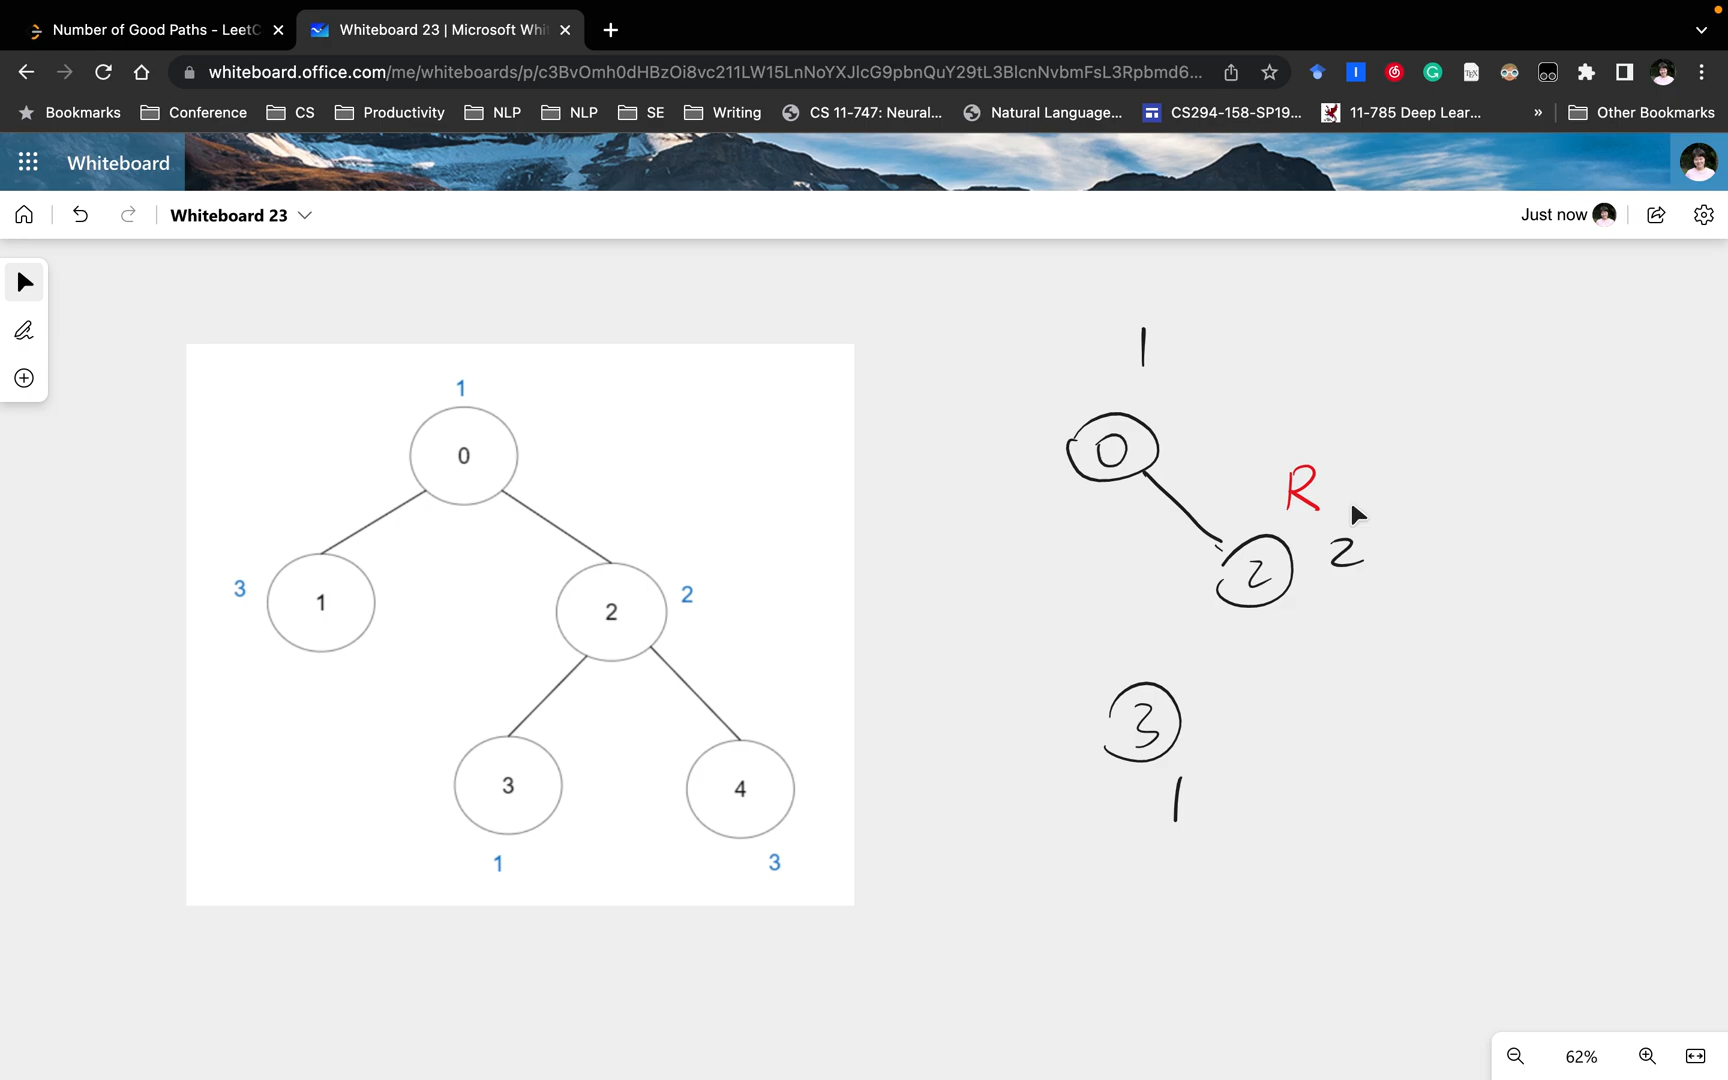 Number of Good Paths - LeetC
Whiteboard 23 | Microsoft Whi
whiteboard.office.com/me/whiteboards/p/c3BvOmh0dHBzOi8vc211LW15LnNoYXJlcG9pbnQuY29tL3BlcnNvbmFsL3Rpbmd6...
Bookmarks Conference CS Productivity NLP NLP SE Writing CS 11-747: Neural... Natural Language... CS294-158-SP19... 11-785 Deep Lear... » Other Bookmarks
Whiteboard
Whiteboard 23
Just now
1
0
3
1
2
2
3
4
1
3
1
0
R
2
2
3
1
62%